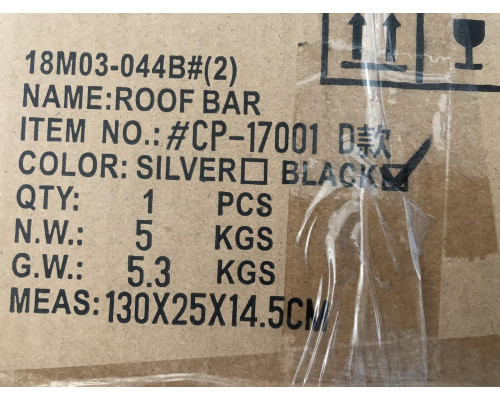 18M03-044B#(2)
NAME:ROOF BAR
ITEM NO.:#CP-17001 D款
COLOR: SILVER☐ BLACK☑
QTY: 1 PCS
N.W.: 5 KGS
G.W.: 5.3 KGS
MEAS:130X25X14.5CM